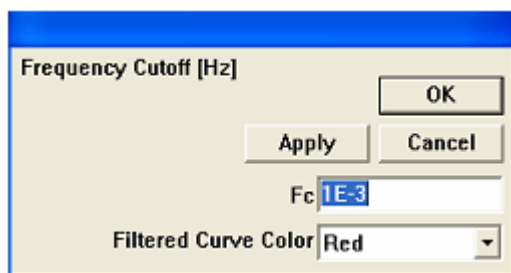 Frequency Cutoff [Hz]
OK
Apply Cancel
Fc 1E-3
Filtered Curve Color Red